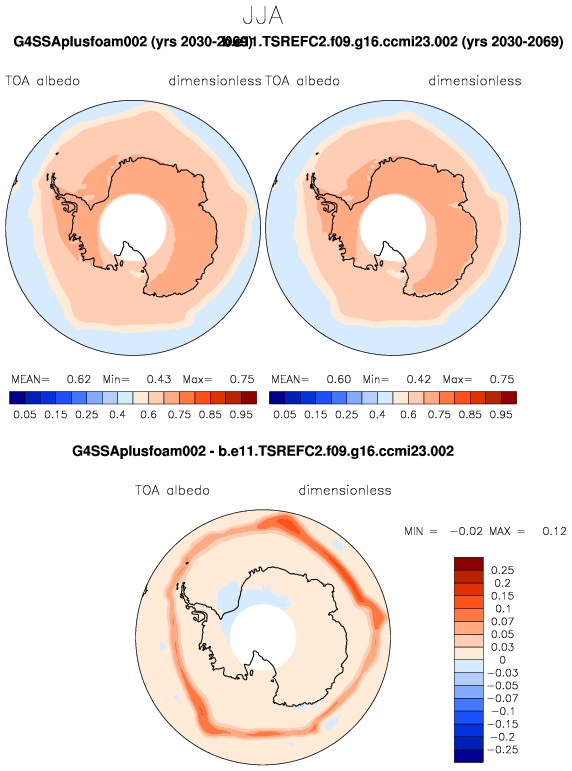 JJA
G4SSAplusfoam002 (yrs 2030-2069) b.e11.TSREFC2.f09.g16.ccmi23.002 (yrs 2030-2069)
TOA albedo dimensionless TOA albedo dimensionless
MEAN= 0.62 Min= 0.43 Max= 0.75 MEAN= 0.60 Min= 0.42 Max= 0.75
0.05 0.15 0.25 0.4 0.6 0.75 0.85 0.95 0.05 0.15 0.25 0.4 0.6 0.75 0.85 0.95
G4SSAplusfoam002 - b.e11.TSREFC2.f09.g16.ccmi23.002
TOA albedo dimensionless
MIN = -0.02 MAX = 0.12
0.25
0.2
0.15
0.1
0.07
0.05
0.03
0
-0.03
-0.05
-0.07
-0.1
-0.15
-0.2
-0.25